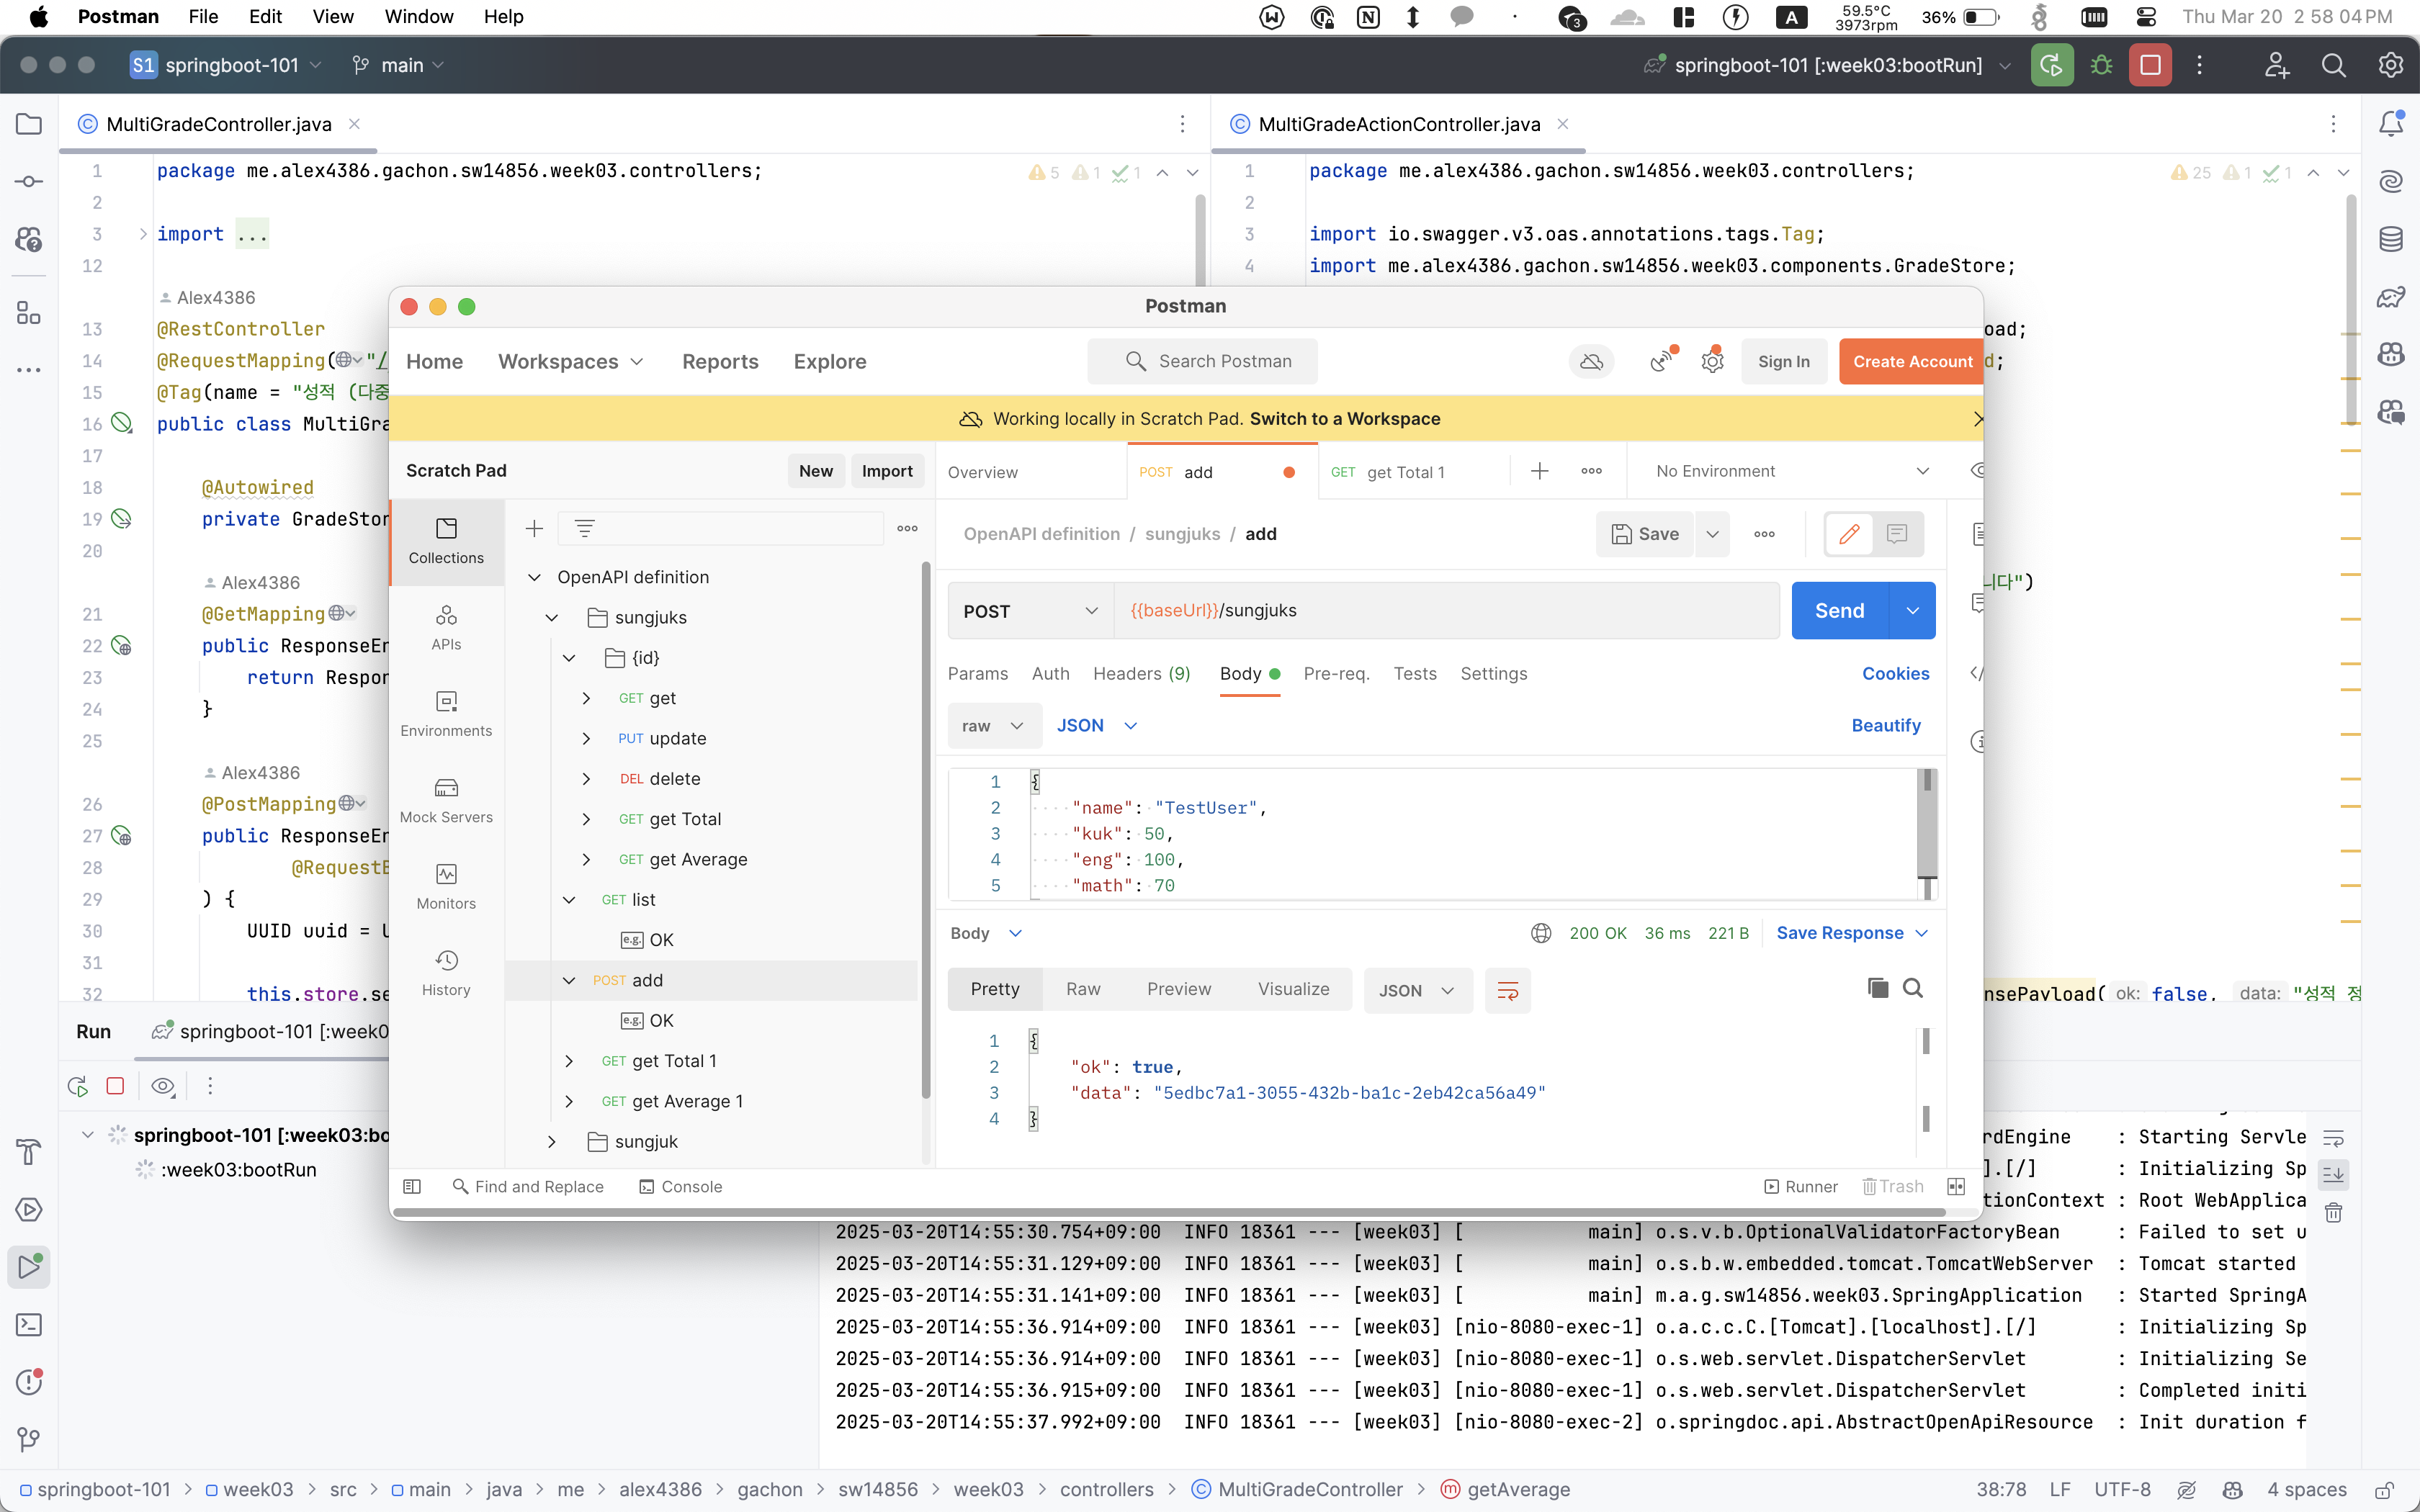 Postman File Edit View Window Help
3
A
59.5°C
3973rpm
36%
Thu Mar 20 2 58 04 PM
S1 springboot-101 main
springboot-101 [:week03:bootRun]
MultiGradeController.java
1 package me.alex4386.gachon.sw14856.week03.controllers;
5 1 1
2
3 import ...
12
Alex4386
13 @RestController
14 @RequestMapping( "/
15 @Tag(name = "성적 (다중
16 public class MultiGra
17
18 @Autowired
19 private GradeStor
20
Alex4386
21 @GetMapping
22 public ResponseEn
23 return Respon
24 }
25
Alex4386
26 @PostMapping
27 public ResponseEn
28 @RequestB
29 ) {
30 UUID uuid = U
31
32 this.store.se
MultiGradeActionController.java
1 package me.alex4386.gachon.sw14856.week03.controllers;
25 1 1
2
3 import io.swagger.v3.oas.annotations.tags.Tag;
4 import me.alex4386.gachon.sw14856.week03.components.GradeStore;
oad;
d;
니다")
nsePayload( ok: false, data: "성적 정
Postman
Home Workspaces Reports Explore
Search Postman
Sign In
Create Account
Working locally in Scratch Pad. Switch to a Workspace
Scratch Pad
New Import
Collections
APIs
Environments
Mock Servers
Monitors
History
OpenAPI definition
sungjuks
{id}
GET get
PUT update
DEL delete
GET get Total
GET get Average
GET list
e.g. OK
POST add
e.g. OK
GET get Total 1
GET get Average 1
sungjuk
Overview
POST add
GET get Total 1
No Environment
OpenAPI definition / sungjuks / add
Save
POST {{baseUrl}}/sungjuks
Send
Params Auth Headers (9) Body Pre-req. Tests Settings
Cookies
raw JSON
Beautify
1 {
2 "name": "TestUser",
3 "kuk": 50,
4 "eng": 100,
5 "math": 70
Body
200 OK 36 ms 221 B Save Response
Pretty Raw Preview Visualize JSON
1 {
2 "ok": true,
3 "data": "5edbc7a1-3055-432b-ba1c-2eb42ca56a49"
4 }
Find and Replace Console
Runner Trash
Run springboot-101 [:week0
springboot-101 [:week03:bo
:week03:bootRun
rdEngine : Starting Servle
].[/] : Initializing Sp
tionContext : Root WebApplica
2025-03-20T14:55:30.754+09:00 INFO 18361 --- [week03] [ main] o.s.v.b.OptionalValidatorFactoryBean : Failed to set u
2025-03-20T14:55:31.129+09:00 INFO 18361 --- [week03] [ main] o.s.b.w.embedded.tomcat.TomcatWebServer : Tomcat started
2025-03-20T14:55:31.141+09:00 INFO 18361 --- [week03] [ main] m.a.g.sw14856.week03.SpringApplication : Started SpringA
2025-03-20T14:55:36.914+09:00 INFO 18361 --- [week03] [nio-8080-exec-1] o.a.c.c.C.[Tomcat].[localhost].[/] : Initializing Sp
2025-03-20T14:55:36.914+09:00 INFO 18361 --- [week03] [nio-8080-exec-1] o.s.web.servlet.DispatcherServlet : Initializing Se
2025-03-20T14:55:36.915+09:00 INFO 18361 --- [week03] [nio-8080-exec-1] o.s.web.servlet.DispatcherServlet : Completed initi
2025-03-20T14:55:37.992+09:00 INFO 18361 --- [week03] [nio-8080-exec-2] o.springdoc.api.AbstractOpenApiResource : Init duration f
springboot-101 > week03 > src > main > java > me > alex4386 > gachon > sw14856 > week03 > controllers > MultiGradeController > getAverage
38:78 LF UTF-8 4 spaces